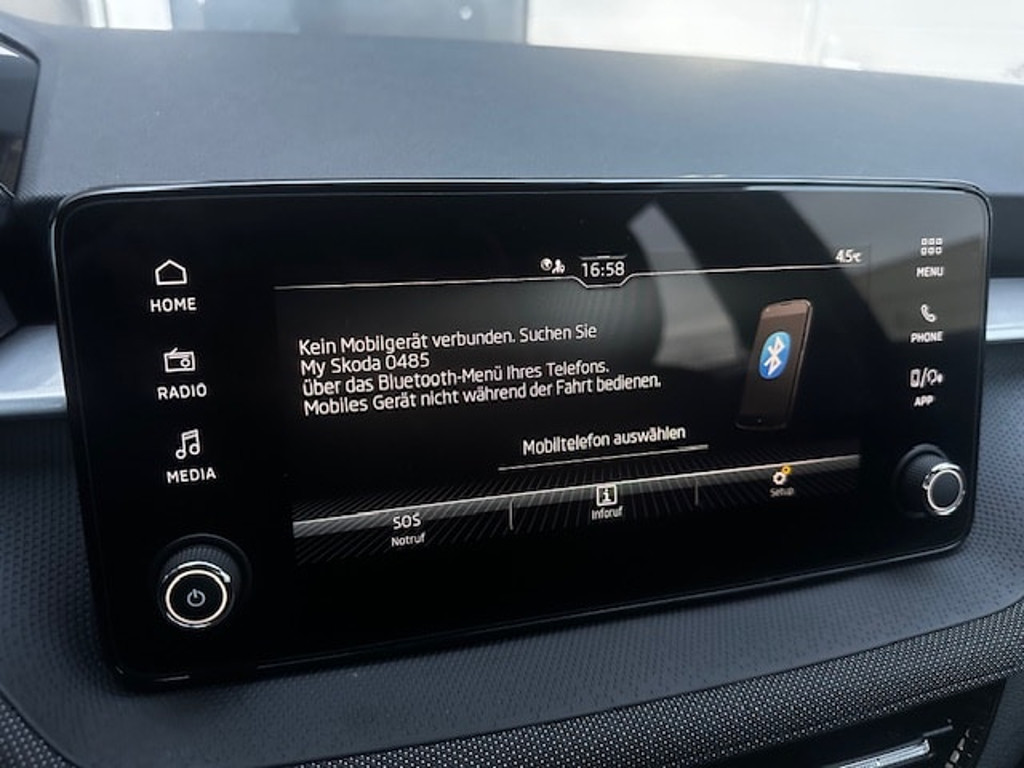 16:58
4.5°C
HOME
RADIO
MEDIA
Kein Mobilgerät verbunden. Suchen Sie
My Skoda 0485
über das Bluetooth-Menü Ihres Telefons.
Mobiles Gerät nicht während der Fahrt bedienen.
Mobiltelefon auswählen
SOS
Notruf
Inforuf
Setup
MENU
PHONE
APP